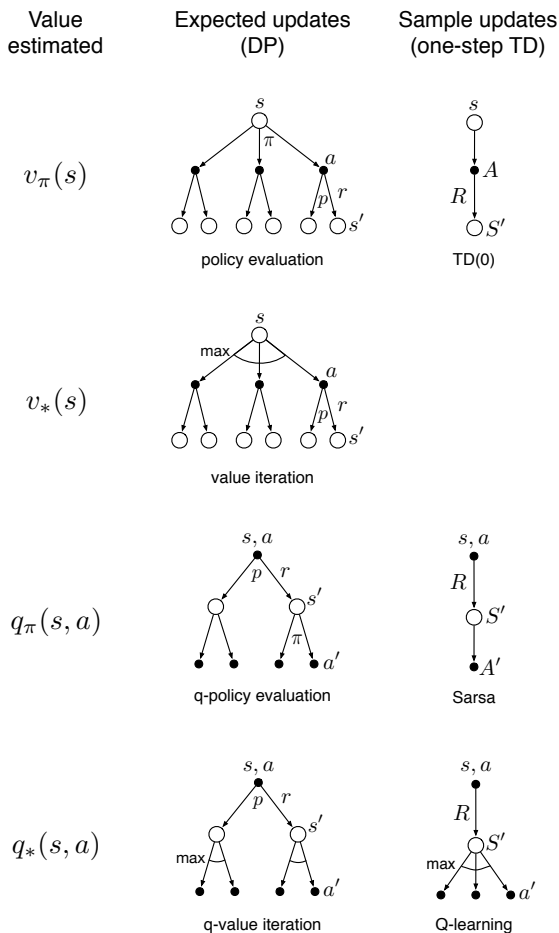 Value estimated
Expected updates (DP)
Sample updates (one-step TD)
v_π(s)
s
π
a
p
r
s′
policy evaluation
s
A
R
S′
TD(0)
v_*(s)
s
max
a
p
r
s′
value iteration
q_π(s, a)
s, a
p
r
s′
π
a′
q-policy evaluation
s, a
R
S′
A′
Sarsa
q_*(s, a)
s, a
p
r
s′
max
a′
q-value iteration
s, a
R
S′
max
a′
Q-learning